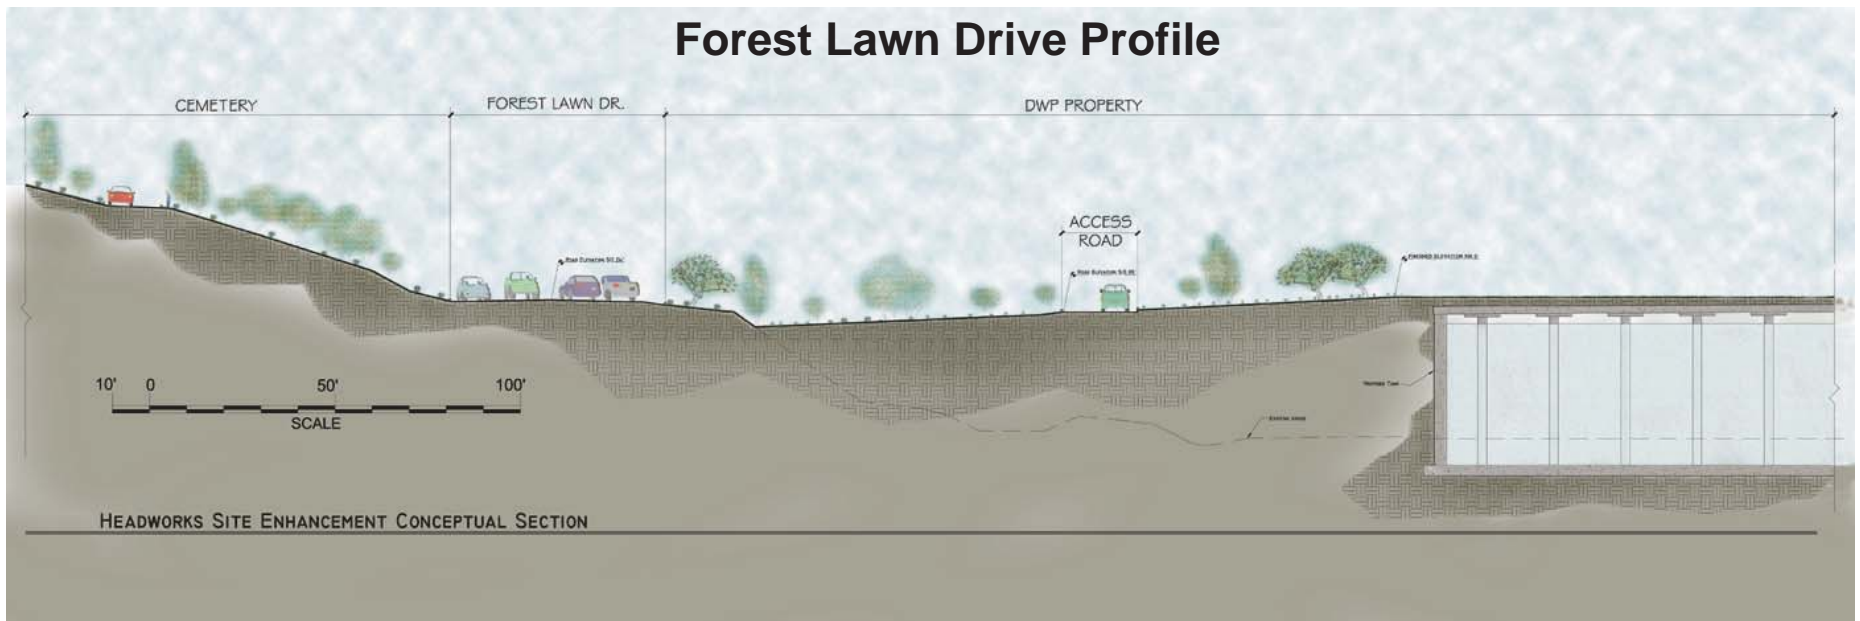 Forest Lawn Drive Profile
CEMETERY
FOREST LAWN DR.
DWP PROPERTY
ACCESS
ROAD
10' 0 50' 100'
SCALE
HEADWORKS SITE ENHANCEMENT CONCEPTUAL SECTION